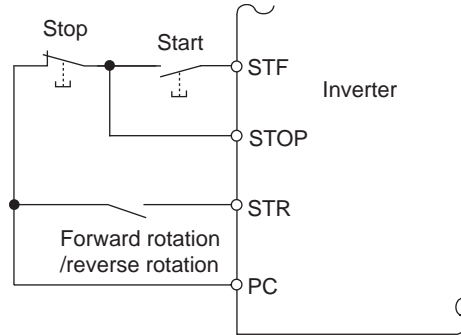 Stop
Start
STF
Inverter
STOP
STR
Forward rotation
/reverse rotation
PC